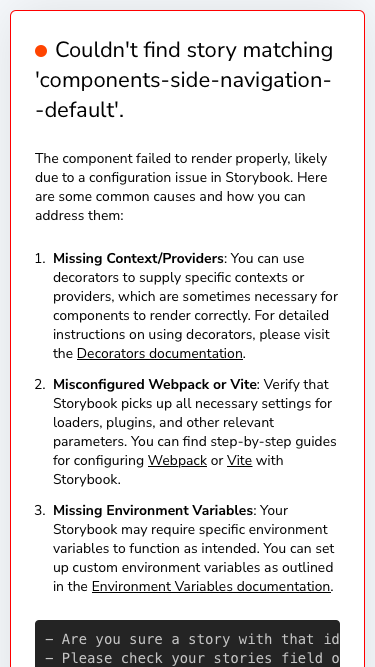 Couldn't find story matching
'components-side-navigation-
-default'.
The component failed to render properly, likely
due to a configuration issue in Storybook. Here
are some common causes and how you can
address them:
1. Missing Context/Providers: You can use
decorators to supply specific contexts or
providers, which are sometimes necessary for
components to render correctly. For detailed
instructions on using decorators, please visit
the Decorators documentation.
2. Misconfigured Webpack or Vite: Verify that
Storybook picks up all necessary settings for
loaders, plugins, and other relevant
parameters. You can find step-by-step guides
for configuring Webpack or Vite with
Storybook.
3. Missing Environment Variables: Your
Storybook may require specific environment
variables to function as intended. You can set
up custom environment variables as outlined
in the Environment Variables documentation.
– Are you sure a story with that id
– Please check your stories field o